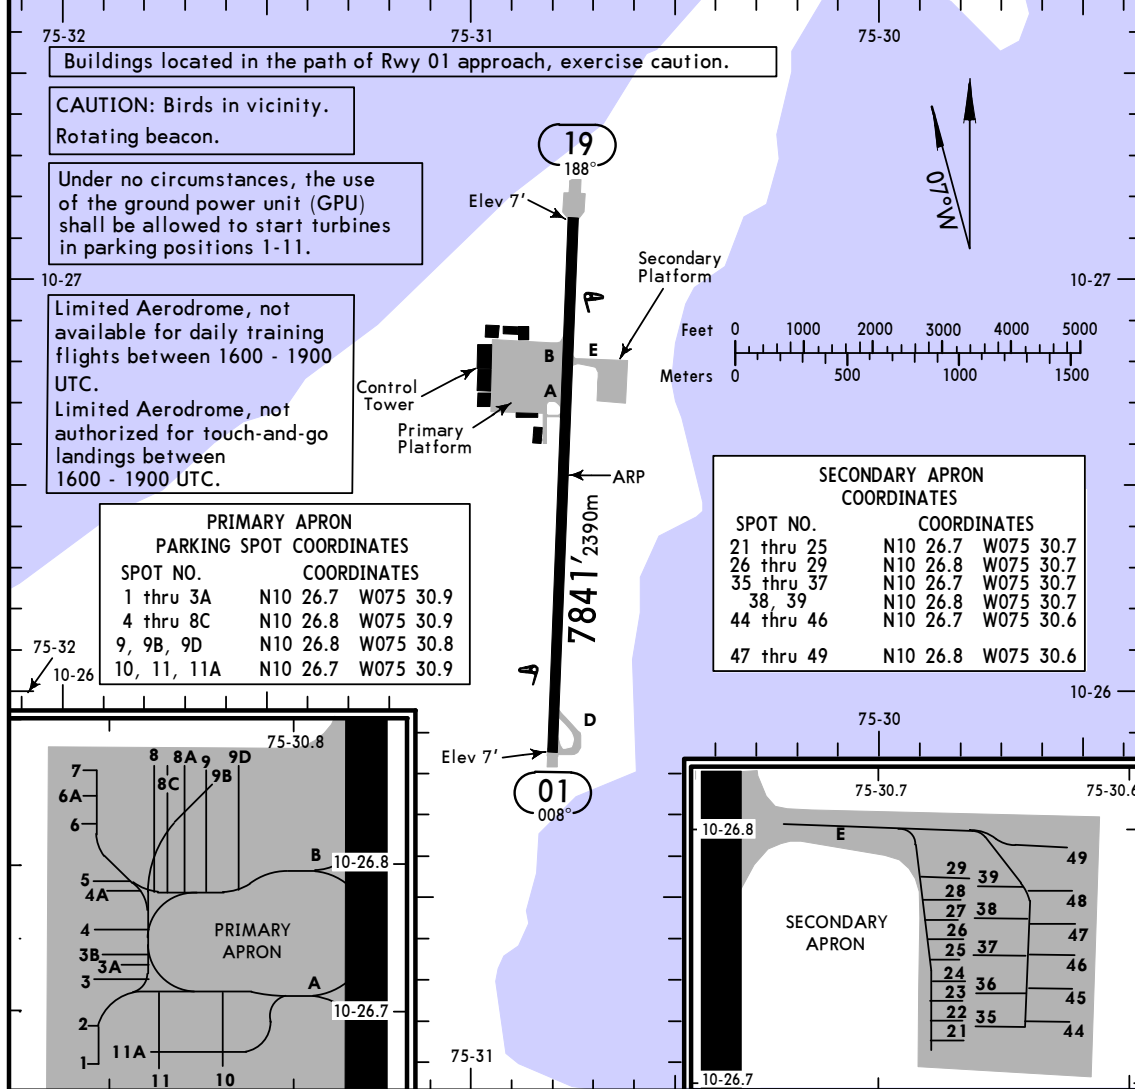 75-32
75-31
75-30
Buildings located in the path of Rwy 01 approach, exercise caution.
CAUTION: Birds in vicinity.
Rotating beacon.
Under no circumstances, the use
of the ground power unit (GPU)
shall be allowed to start turbines
in parking positions 1-11.
19
188°
Elev 7'
07°W
Secondary
Platform
10-27
10-27
Limited Aerodrome, not
available for daily training
flights between 1600 - 1900
UTC.
Limited Aerodrome, not
authorized for touch-and-go
landings between
1600 - 1900 UTC.
Feet 0 1000 2000 3000 4000 5000
Meters 0 500 1000 1500
B
E
A
Control
Tower
Primary
Platform
ARP
7841' 2390m
PRIMARY APRON
PARKING SPOT COORDINATES
SPOT NO. COORDINATES
1 thru 3A N10 26.7 W075 30.9
4 thru 8C N10 26.8 W075 30.9
9, 9B, 9D N10 26.8 W075 30.8
10, 11, 11A N10 26.7 W075 30.9
SECONDARY APRON
COORDINATES
SPOT NO. COORDINATES
21 thru 25 N10 26.7 W075 30.7
26 thru 29 N10 26.8 W075 30.7
35 thru 37 N10 26.7 W075 30.7
38, 39 N10 26.8 W075 30.7
44 thru 46 N10 26.7 W075 30.6
47 thru 49 N10 26.8 W075 30.6
75-32
10-26
10-26
75-30
D
Elev 7'
01
008°
75-31
75-30.8
7
6A
6
5
4A
4
3B
3A
3
2
1
8
8C
8A
9
9B
9D
B
10-26.8
PRIMARY
APRON
A
10-26.7
11A
11
10
75-30.7
75-30.6
10-26.8
E
SECONDARY
APRON
29
28
27
26
25
24
23
22
21
39
38
37
36
35
49
48
47
46
45
44
10-26.7